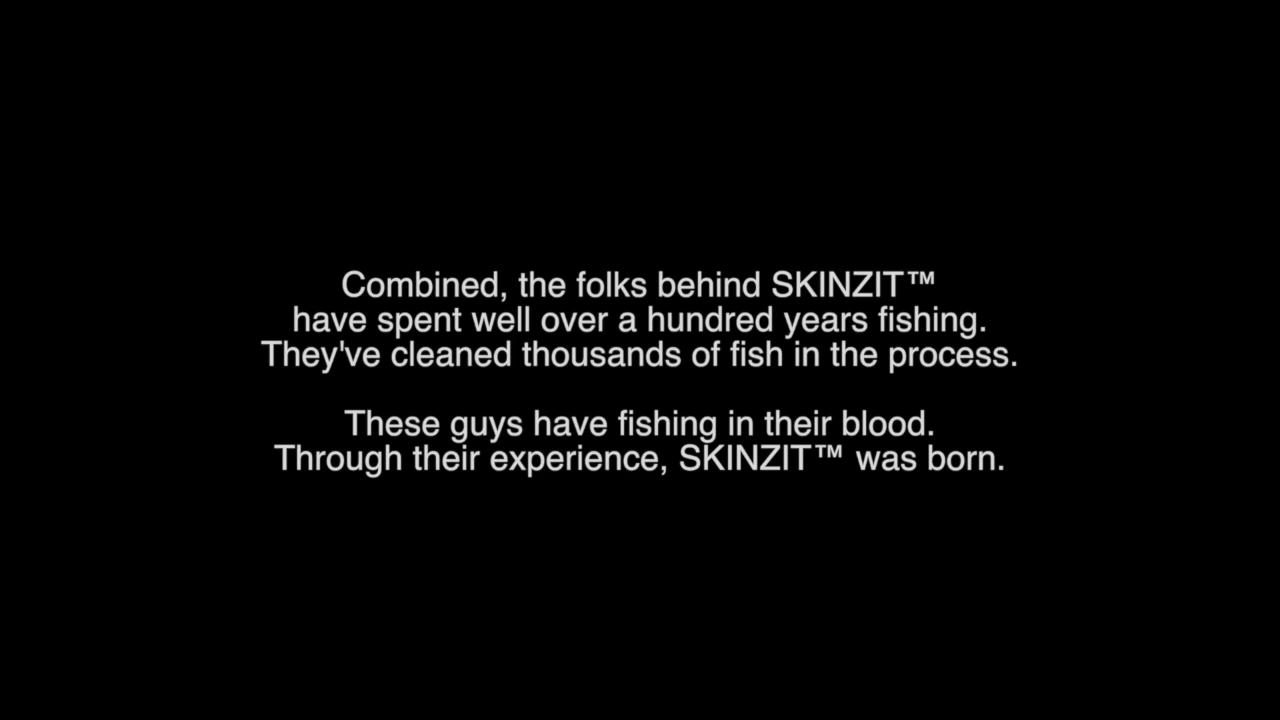 Combined, the folks behind SKINZIT™
have spent well over a hundred years fishing.
They've cleaned thousands of fish in the process.
These guys have fishing in their blood.
Through their experience, SKINZIT™ was born.